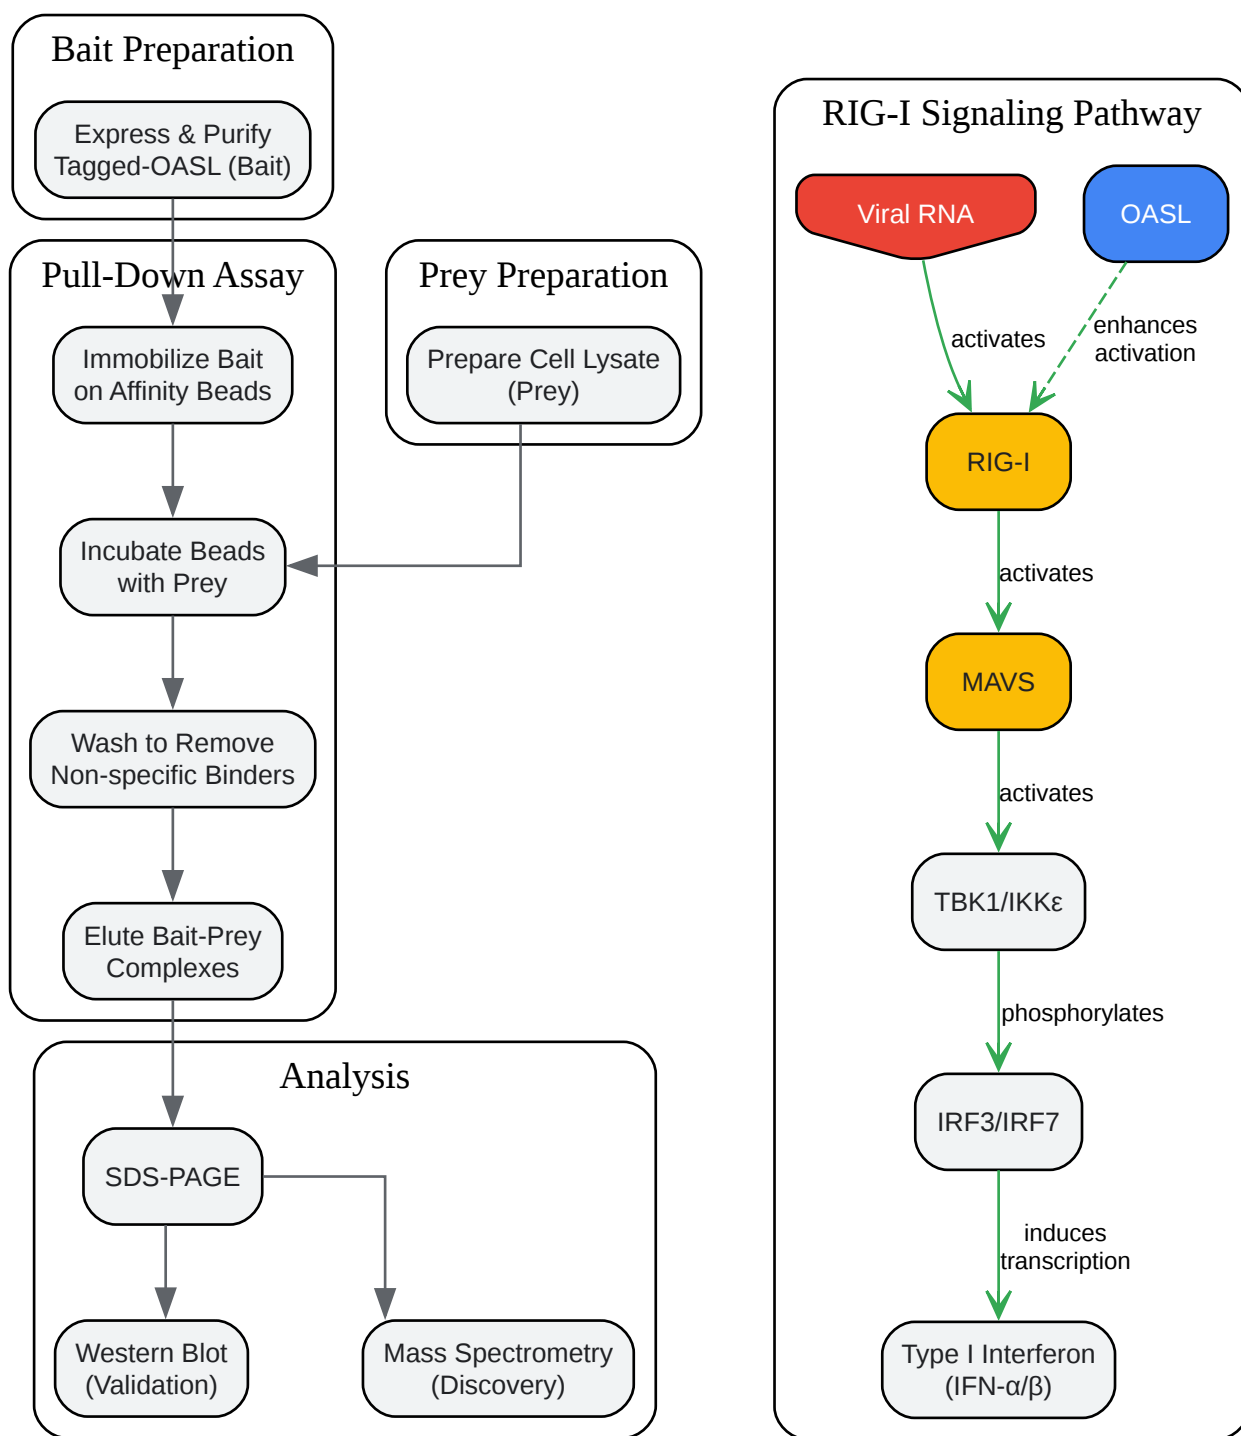 Bait Preparation
Express & Purify
Tagged-OASL (Bait)
Pull-Down Assay
Immobilize Bait
on Affinity Beads
Prey Preparation
Prepare Cell Lysate
(Prey)
Incubate Beads
with Prey
Wash to Remove
Non-specific Binders
Elute Bait-Prey
Complexes
Analysis
SDS-PAGE
Western Blot
(Validation)
Mass Spectrometry
(Discovery)
RIG-I Signaling Pathway
Viral RNA
OASL
activates
enhances
activation
RIG-I
activates
MAVS
activates
TBK1/IKKε
phosphorylates
IRF3/IRF7
induces
transcription
Type I Interferon
(IFN-α/β)